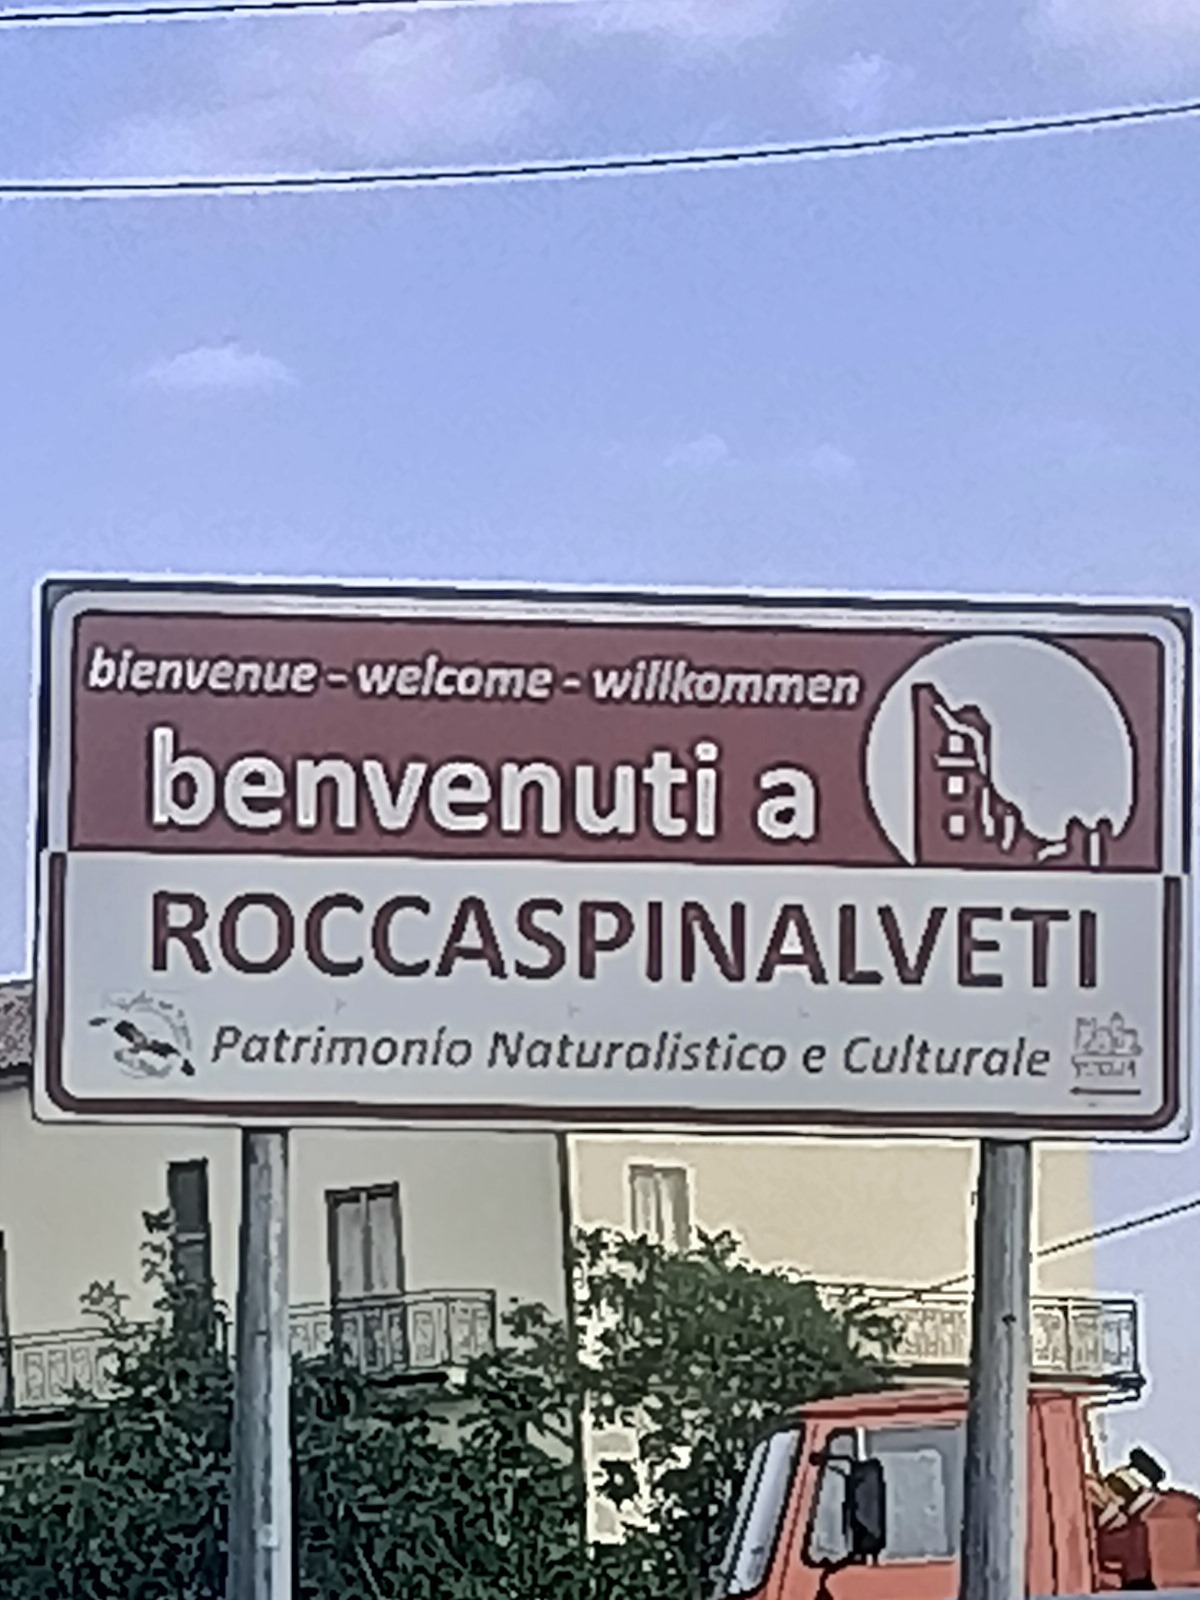 bienvenue - welcome - willkommen
benvenuti a
ROCCASPINALVETI
Patrimonio Naturalistico e Culturale